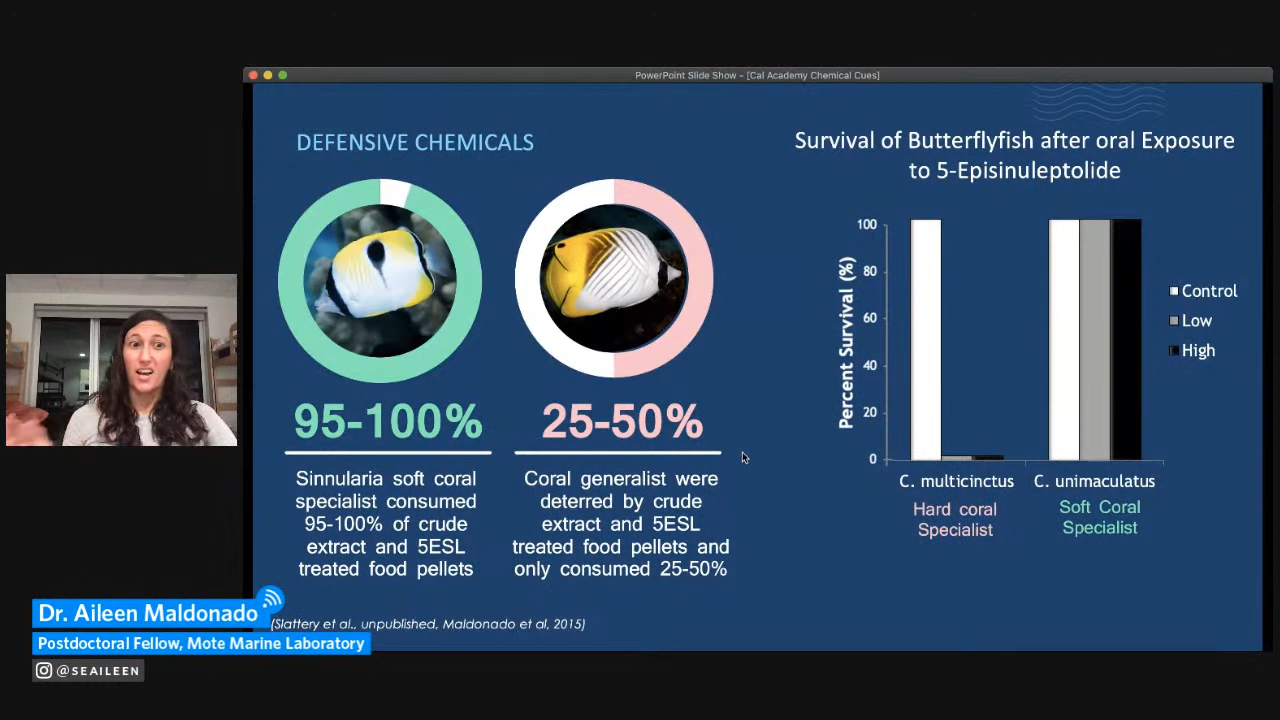 PowerPoint Slide Show - [Cal Academy Chemical Cues]
DEFENSIVE CHEMICALS
95-100%
Sinnularia soft coral
specialist consumed
95-100% of crude
extract and 5ESL
treated food pellets
25-50%
Coral generalist were
deterred by crude
extract and 5ESL
treated food pellets and
only consumed 25-50%
Survival of Butterflyfish after oral Exposure
to 5-Episinuleptolide
Percent Survival (%)
100
80
60
40
20
0
C. multicinctus
Hard coral
Specialist
C. unimaculatus
Soft Coral
Specialist
Control
Low
High
(Slattery et al., unpublished, Maldonado et al, 2015)
Dr. Aileen Maldonado
Postdoctoral Fellow, Mote Marine Laboratory
@SEAILEEN